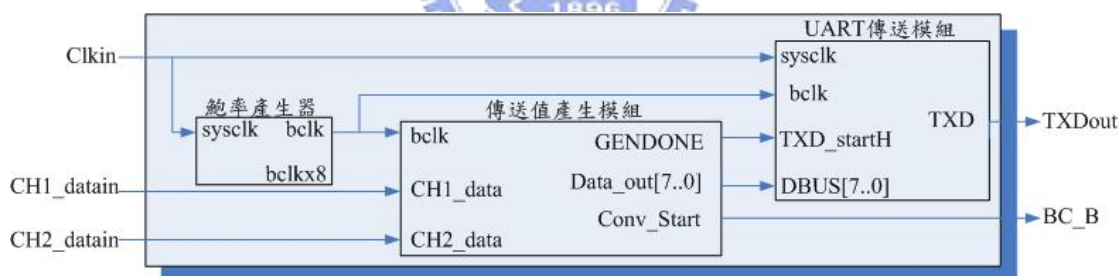 1896
UART傳送模組
Clkin
sysclk
bclk
TXD
TXDout
TXD_startH
DBUS[7..0]
鮑率產生器
sysclk bclk
bclkx8
傳送值產生模組
bclk
GENDONE
CH1_datain
CH1_data
Data_out[7..0]
Conv_Start
BC_B
CH2_datain
CH2_data